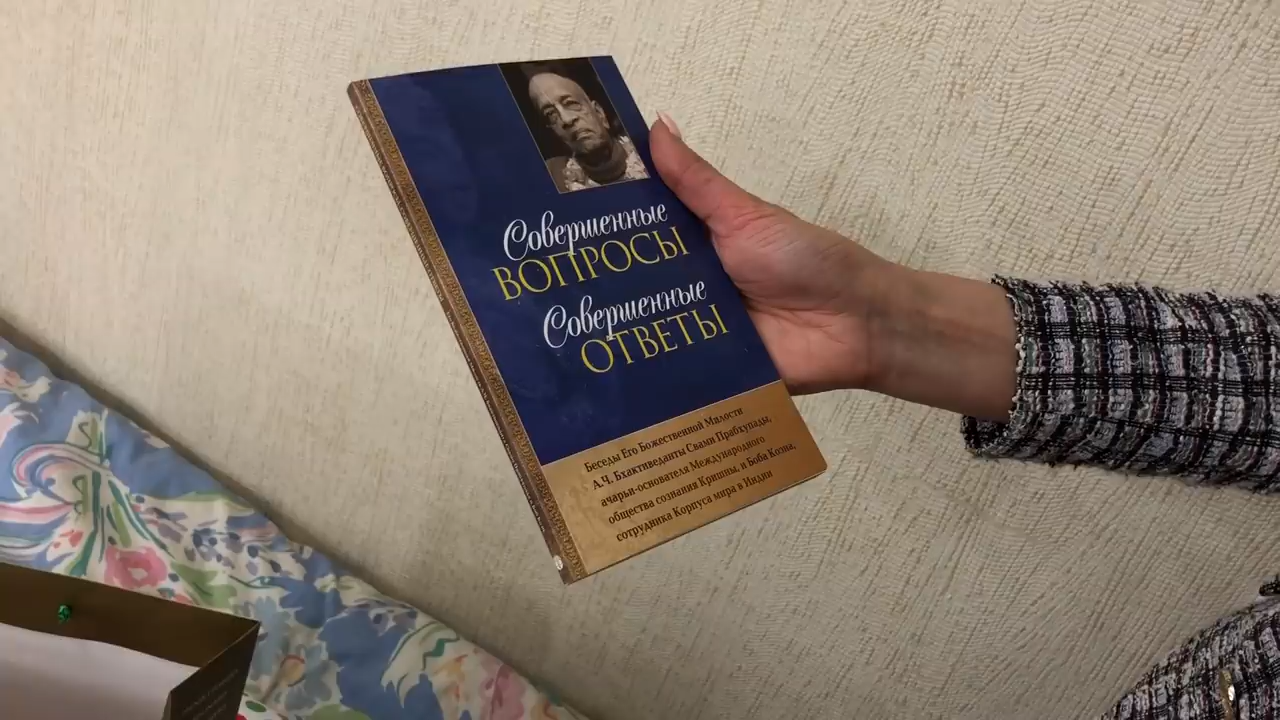 Совершенные
ВОПРОСЫ
Совершенные
ОТВЕТЫ
Беседы Его Божественной Милости
А.Ч. Бхактиведанты Свами Прабхупады,
ачарьи-основателя Международного
общества сознания Кришны, и Боба Коэна,
сотрудника Корпуса мира в Индии